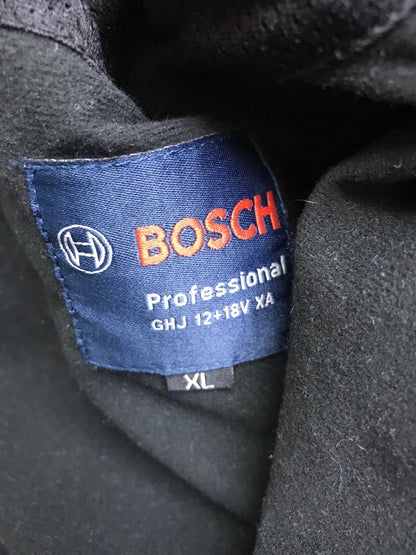 BOSCH
Professional
GHJ 12+18V XA
XL